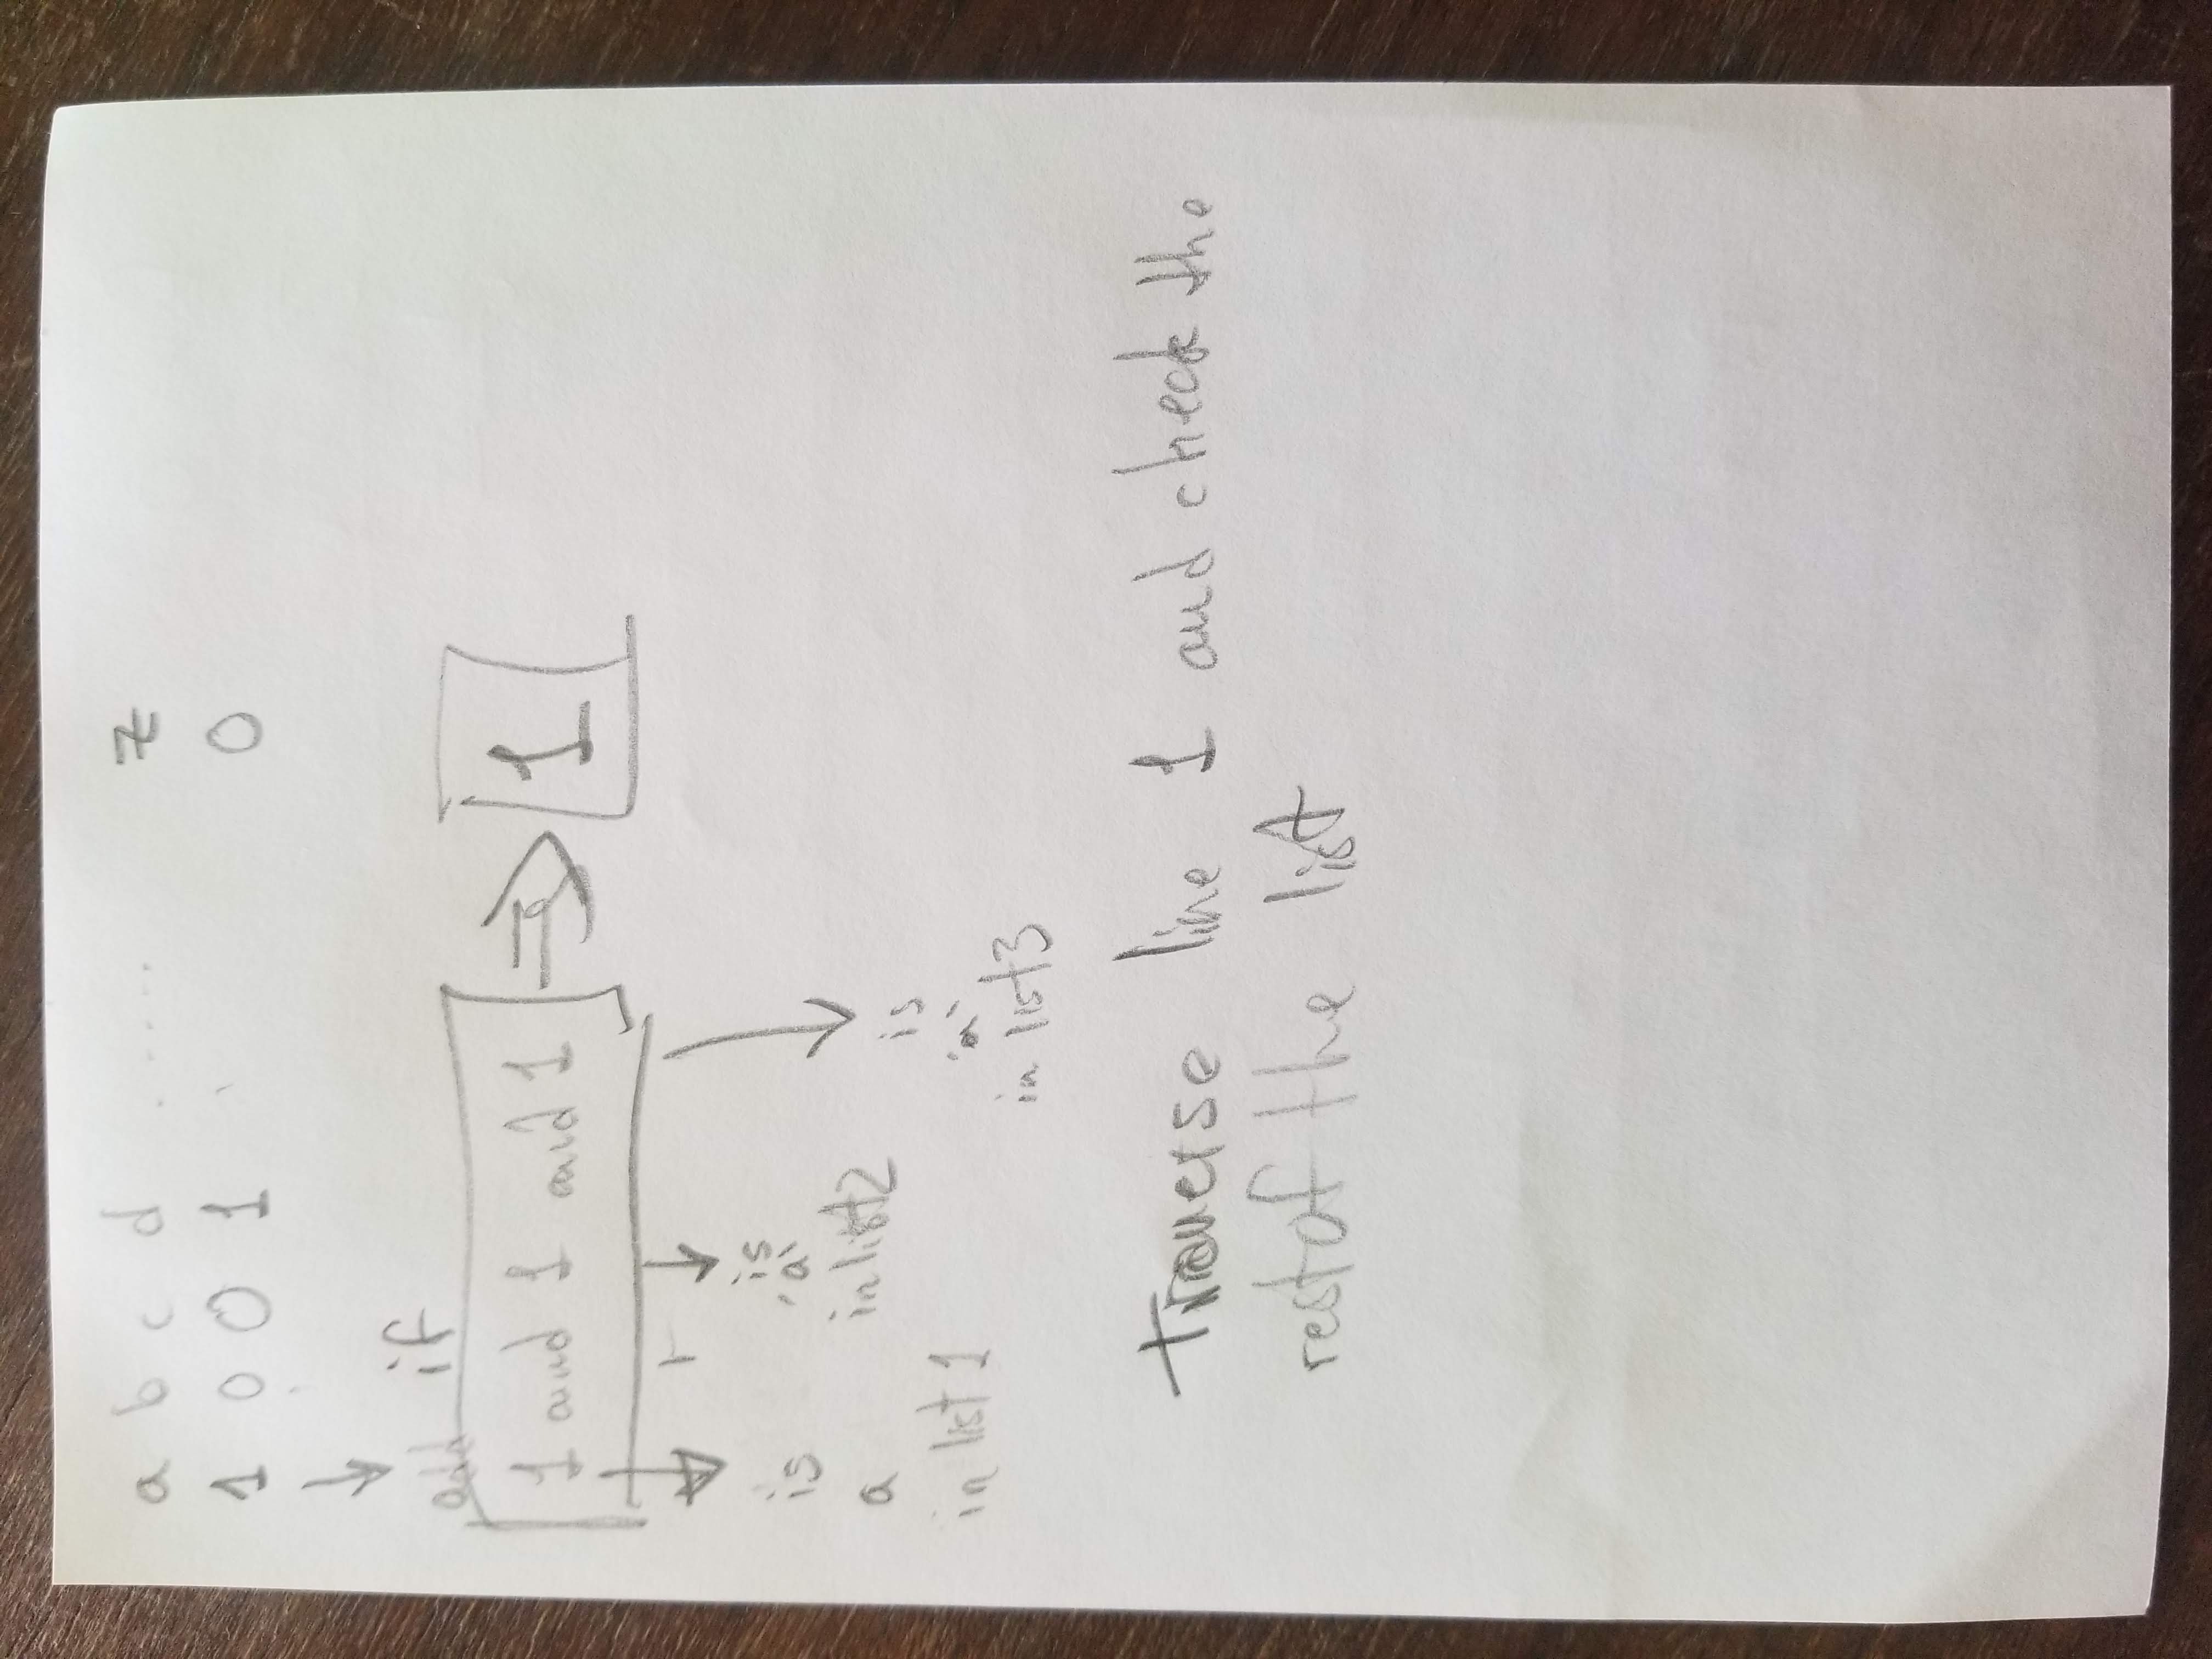 a b c d ...... z
1 0 0 1 0
add if
1 and 1 and 1 1
is
a
in list 1
is
'a'
in list2
is
'a'
in list3
traverse line 1 and check the
rest of the list